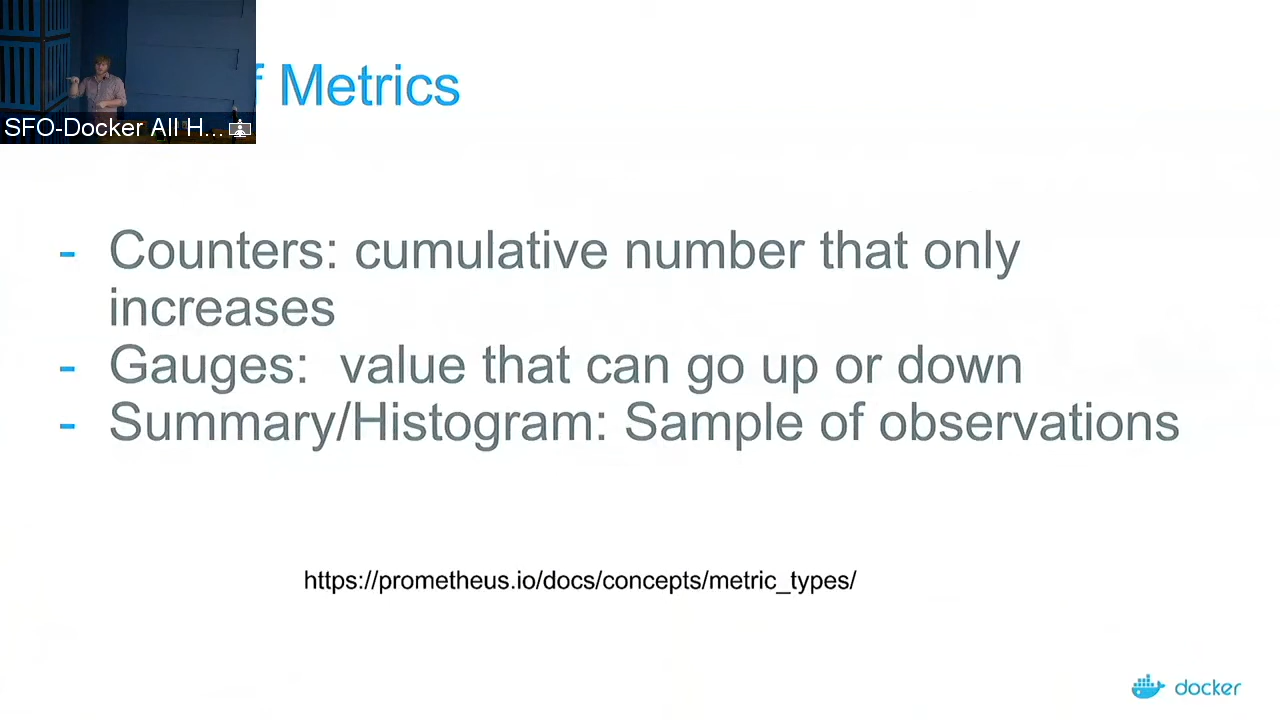 f Metrics
SFO-Docker All H...
- Counters: cumulative number that only
increases
- Gauges: value that can go up or down
- Summary/Histogram: Sample of observations
https://prometheus.io/docs/concepts/metric_types/
docker